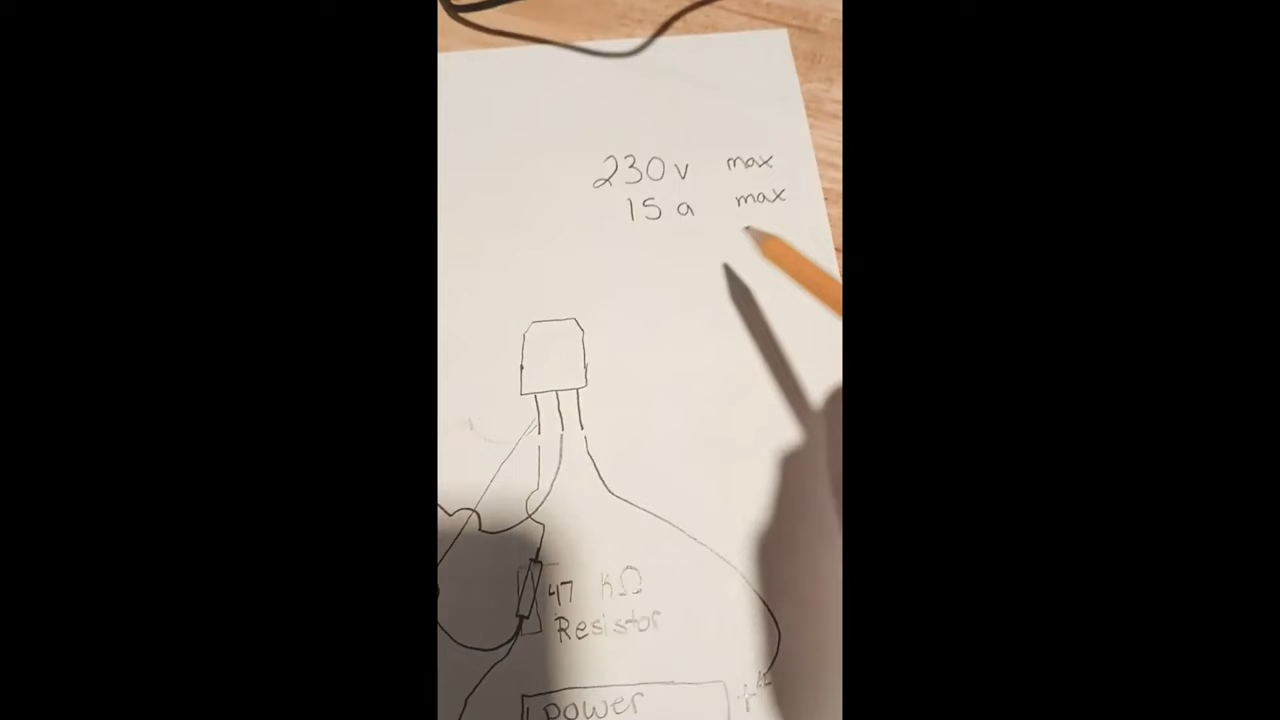 230v max
15 a max
47 kΩ
Resistor
power
+